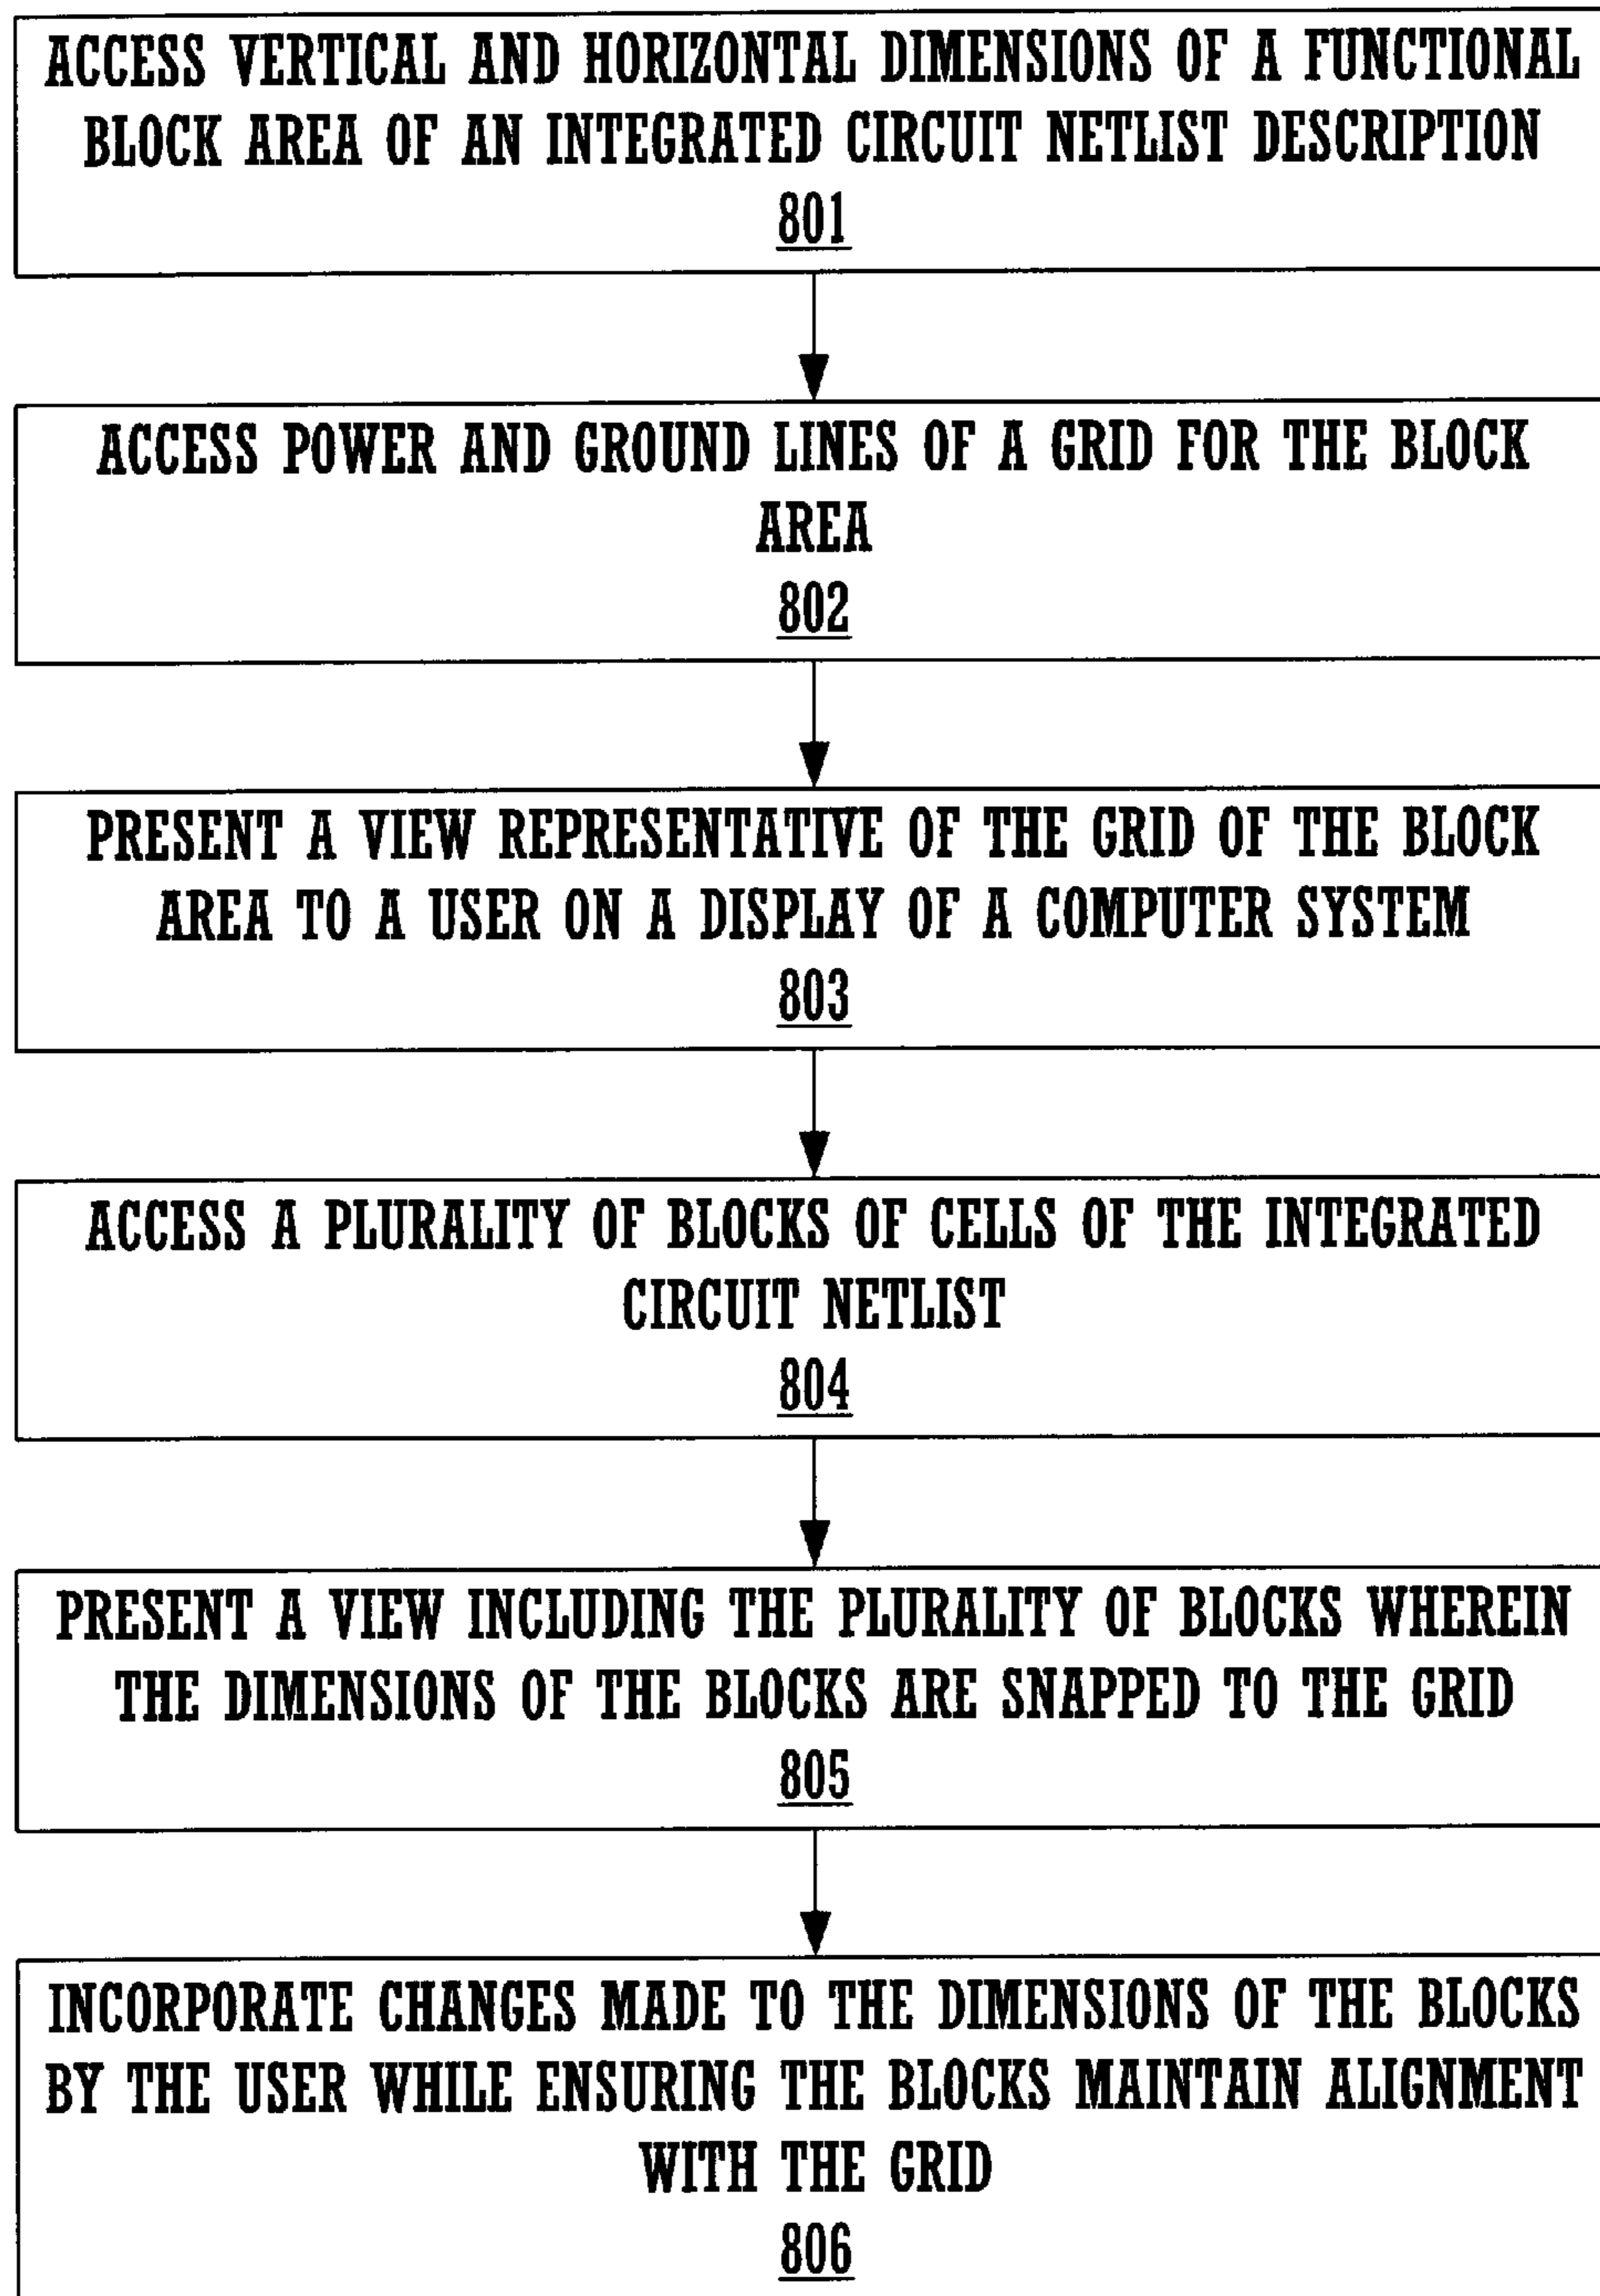 ACCESS VERTICAL AND HORIZONTAL DIMENSIONS OF A FUNCTIONAL
BLOCK AREA OF AN INTEGRATED CIRCUIT NETLIST DESCRIPTION
801
ACCESS POWER AND GROUND LINES OF A GRID FOR THE BLOCK
AREA
802
PRESENT A VIEW REPRESENTATIVE OF THE GRID OF THE BLOCK
AREA TO A USER ON A DISPLAY OF A COMPUTER SYSTEM
803
ACCESS A PLURALITY OF BLOCKS OF CELLS OF THE INTEGRATED
CIRCUIT NETLIST
804
PRESENT A VIEW INCLUDING THE PLURALITY OF BLOCKS WHEREIN
THE DIMENSIONS OF THE BLOCKS ARE SNAPPED TO THE GRID
805
INCORPORATE CHANGES MADE TO THE DIMENSIONS OF THE BLOCKS
BY THE USER WHILE ENSURING THE BLOCKS MAINTAIN ALIGNMENT
WITH THE GRID
806